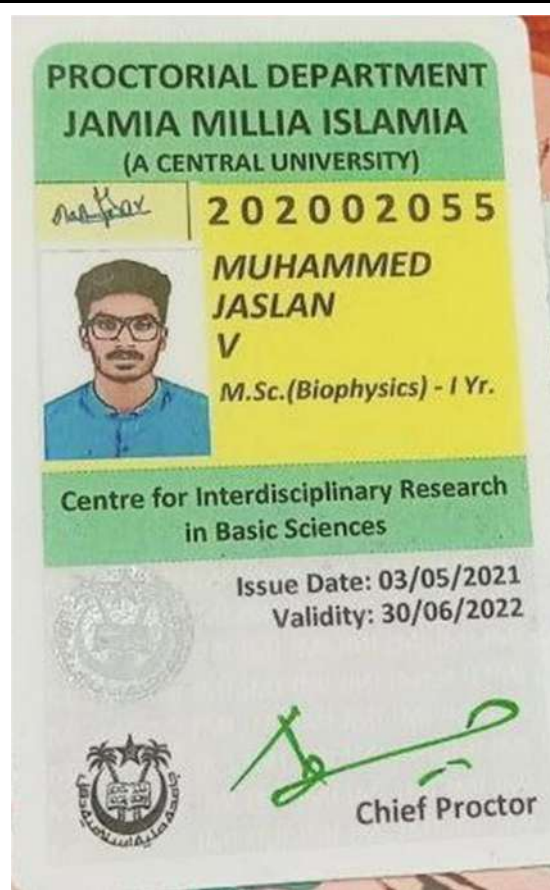 PROCTORIAL DEPARTMENT
JAMIA MILLIA ISLAMIA
(A CENTRAL UNIVERSITY)
202002055
MUHAMMED
JASLAN
V
M.Sc.(Biophysics) - I Yr.
Centre for Interdisciplinary Research
in Basic Sciences
Issue Date: 03/05/2021
Validity: 30/06/2022
Chief Proctor